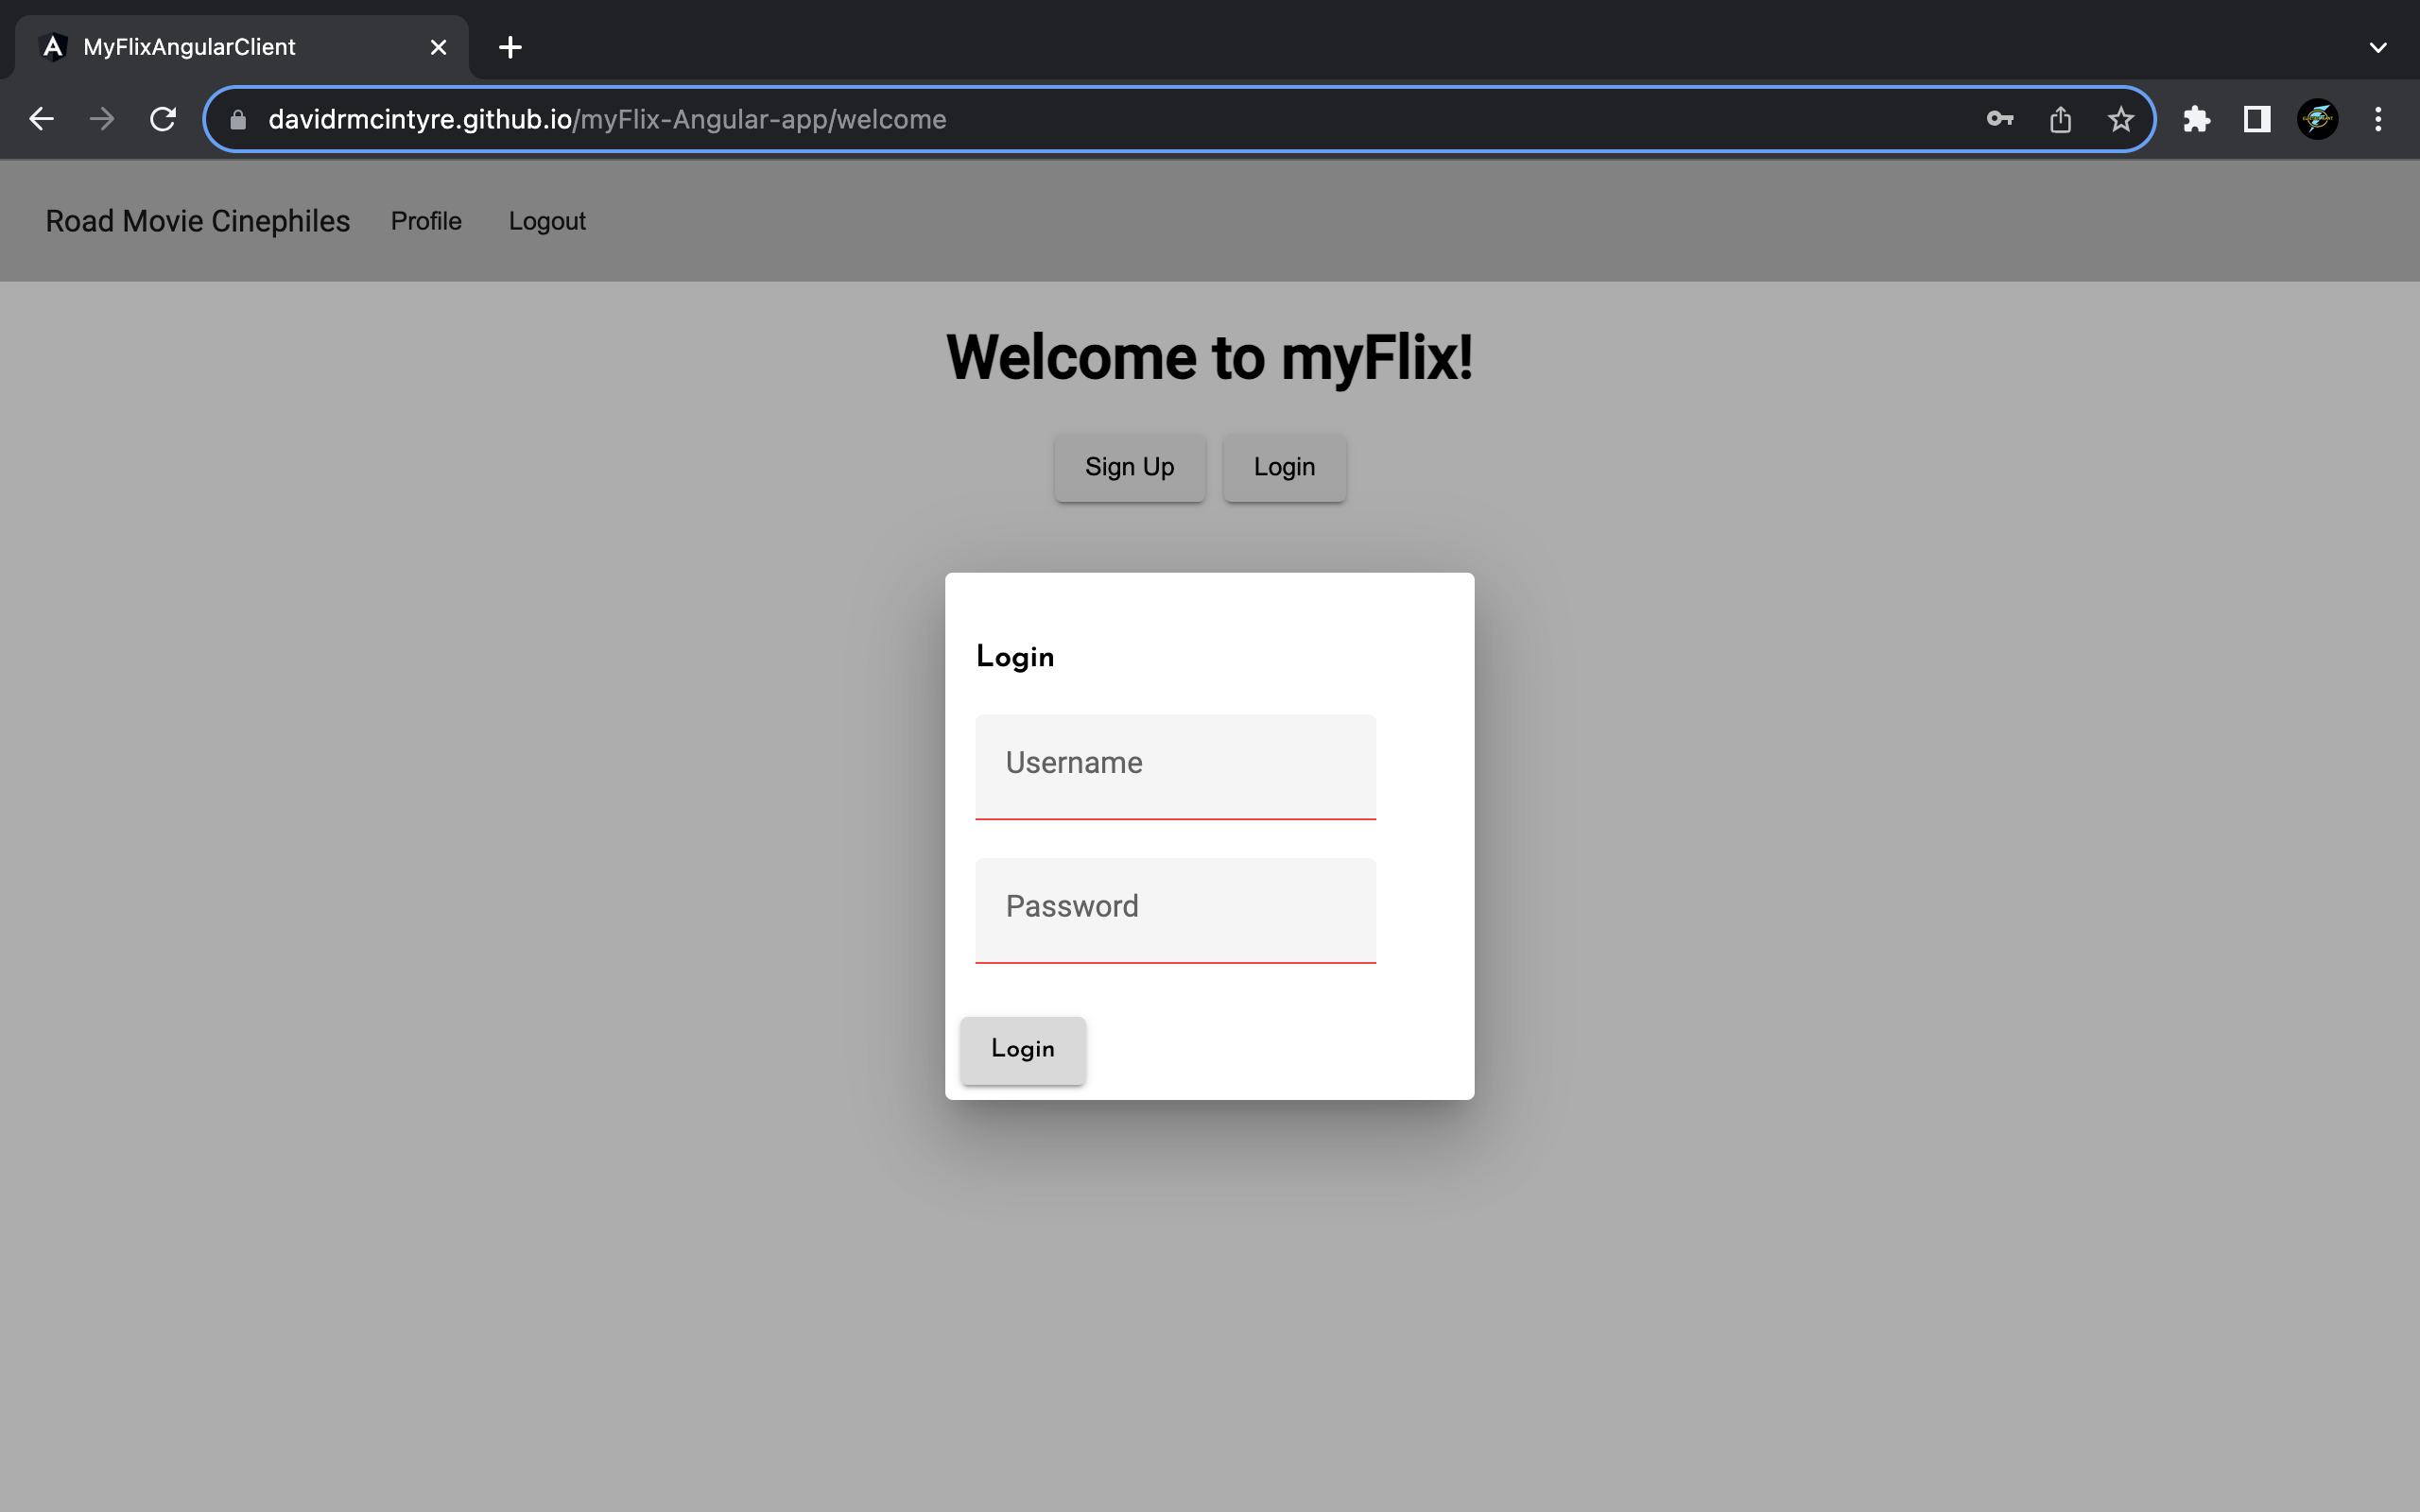 MyFlixAngularClient
davidrmcintyre.github.io/myFlix-Angular-app/welcome
Road Movie Cinephiles Profile Logout
Welcome to myFlix!
Sign Up Login
Login
Username
Password
Login